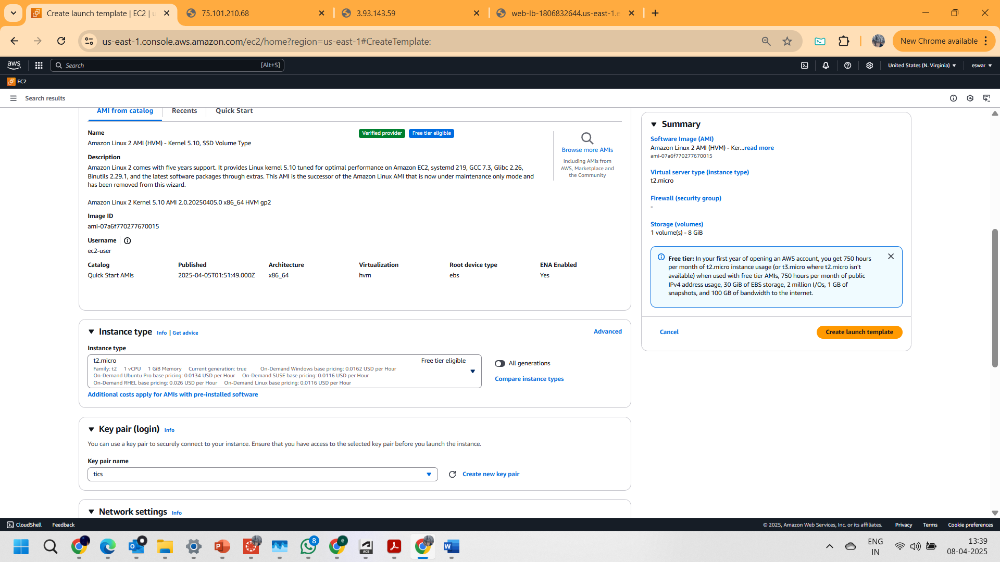 Create launch template | EC2 | u
75.101.210.68
3.93.143.59
web-lb-1806832644.us-east-1.e
us-east-1.console.aws.amazon.com/ec2/home?region=us-east-1#CreateTemplate:
New Chrome available
aws
Search
[Alt+S]
United States (N. Virginia)
eswar
EC2
Search results
AMI from catalog
Recents
Quick Start
Name
Verified provider
Free tier eligible
Amazon Linux 2 AMI (HVM) - Kernel 5.10, SSD Volume Type
Description
Amazon Linux 2 comes with five years support. It provides Linux kernel 5.10 tuned for optimal performance on Amazon EC2, systemd 219, GCC 7.3, Glibc 2.26,
Binutils 2.29.1, and the latest software packages through extras. This AMI is the successor of the Amazon Linux AMI that is now under maintenance only mode and
has been removed from this wizard.
Amazon Linux 2 Kernel 5.10 AMI 2.0.20250405.0 x86_64 HVM gp2
Browse more AMIs
Including AMIs from
AWS, Marketplace and
the Community
Image ID
ami-07a6f770277670015
Username
ec2-user
Catalog
Published
Architecture
Virtualization
Root device type
ENA Enabled
Quick Start AMIs
2025-04-05T01:51:49.000Z
x86_64
hvm
ebs
Yes
Instance type
Info
| Get advice
Advanced
Instance type
t2.micro
Free tier eligible
Family: t2 1 vCPU 1 GiB Memory Current generation: true On-Demand Windows base pricing: 0.0162 USD per Hour
On-Demand Ubuntu Pro base pricing: 0.0134 USD per Hour On-Demand SUSE base pricing: 0.0116 USD per Hour
On-Demand RHEL base pricing: 0.026 USD per Hour On-Demand Linux base pricing: 0.0116 USD per Hour
All generations
Compare instance types
Additional costs apply for AMIs with pre-installed software
Key pair (login)
Info
You can use a key pair to securely connect to your instance. Ensure that you have access to the selected key pair before you launch the instance.
Key pair name
tics
Create new key pair
Network settings
Info
Summary
Software Image (AMI)
Amazon Linux 2 AMI (HVM) - Ker...read more
ami-07a6f770277670015
Virtual server type (instance type)
t2.micro
Firewall (security group)
-
Storage (volumes)
1 volume(s) - 8 GiB
Free tier: In your first year of opening an AWS account, you get 750 hours
per month of t2.micro instance usage (or t3.micro where t2.micro isn't
available) when used with free tier AMIs, 750 hours per month of public
IPv4 address usage, 30 GiB of EBS storage, 2 million I/Os, 1 GB of
snapshots, and 100 GB of bandwidth to the internet.
Cancel
Create launch template
CloudShell
Feedback
© 2025, Amazon Web Services, Inc. or its affiliates.
Privacy
Terms
Cookie preferences
8
e
ACS
ENG
IN
13:39
08-04-2025